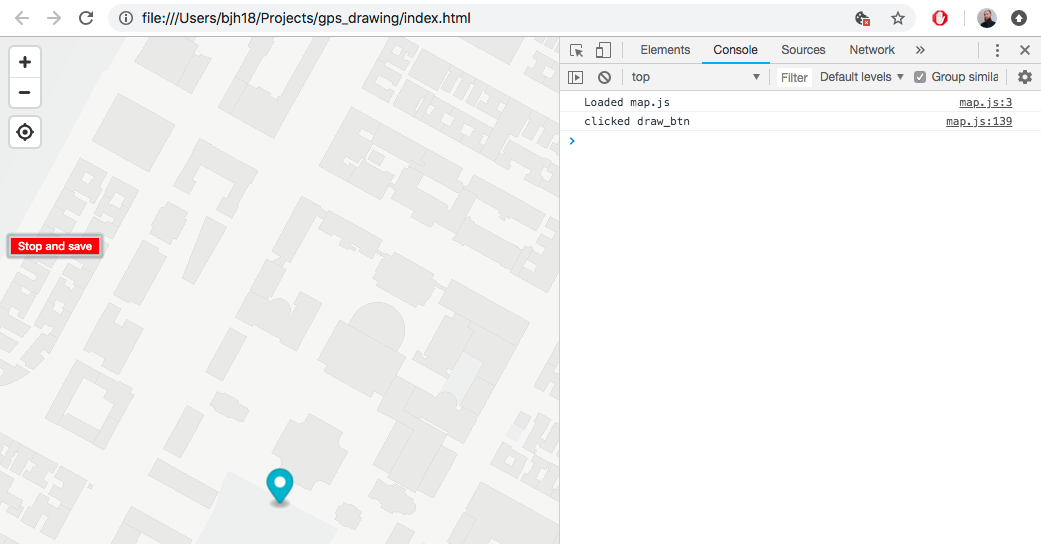 file:///Users/bjh18/Projects/gps_drawing/index.html
Elements Console Sources Network »
top Filter Default levels Group simila
Loaded map.js map.js:3
clicked draw_btn map.js:139
Stop and save